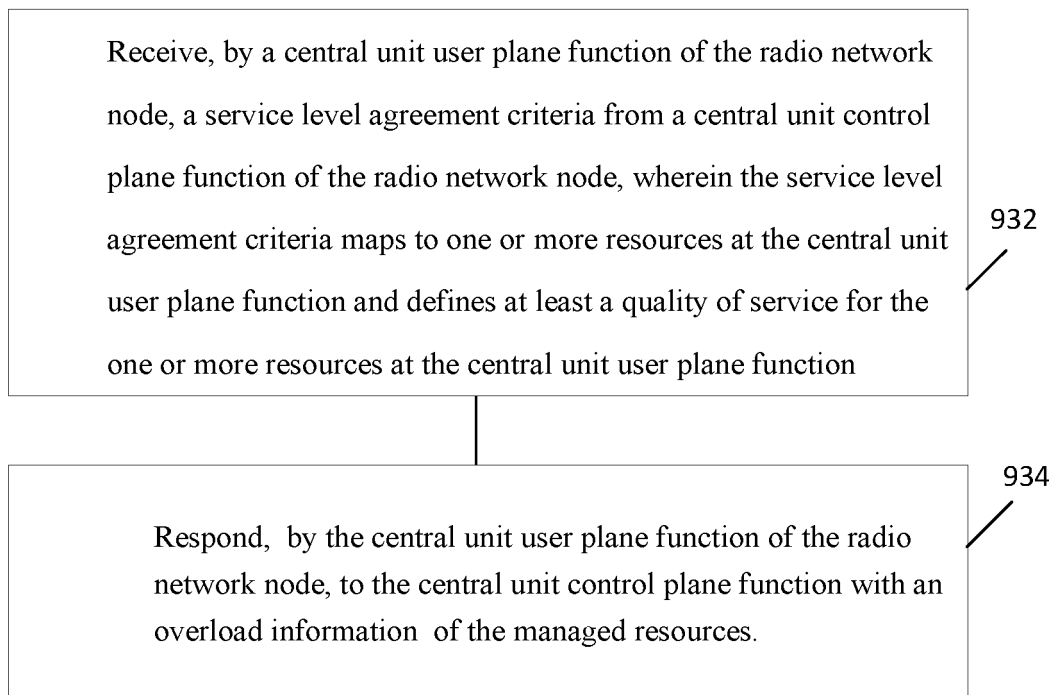 Receive, by a central unit user plane function of the radio network
node, a service level agreement criteria from a central unit control
plane function of the radio network node, wherein the service level
agreement criteria maps to one or more resources at the central unit
user plane function and defines at least a quality of service for the
one or more resources at the central unit user plane function
932
934
Respond,  by the central unit user plane function of the radio
network node, to the central unit control plane function with an
overload information  of the managed resources.